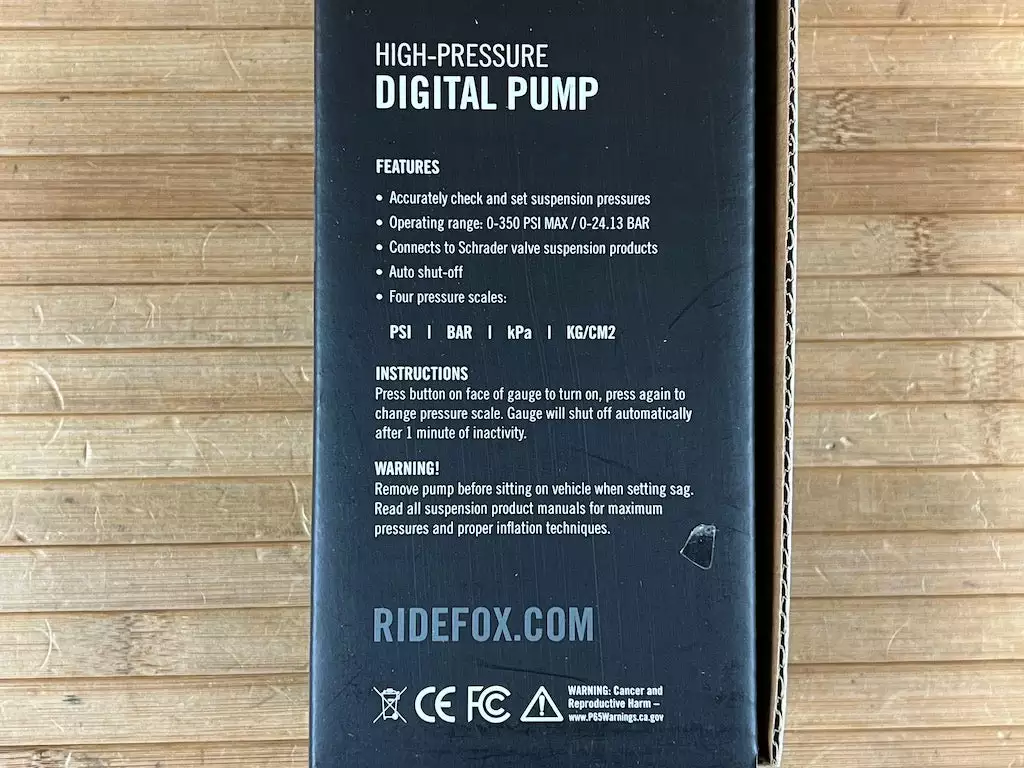 HIGH-PRESSURE
DIGITAL PUMP
FEATURES
• Accurately check and set suspension pressures
• Operating range: 0-350 PSI MAX / 0-24.13 BAR
• Connects to Schrader valve suspension products
• Auto shut-off
• Four pressure scales:
PSI | BAR | kPa | KG/CM2
INSTRUCTIONS
Press button on face of gauge to turn on, press again to
change pressure scale. Gauge will shut off automatically
after 1 minute of inactivity.
WARNING!
Remove pump before sitting on vehicle when setting sag.
Read all suspension product manuals for maximum
pressures and proper inflation techniques.
RIDEFOX.COM
CE FC
WARNING: Cancer and
Reproductive Harm –
www.P65Warnings.ca.gov